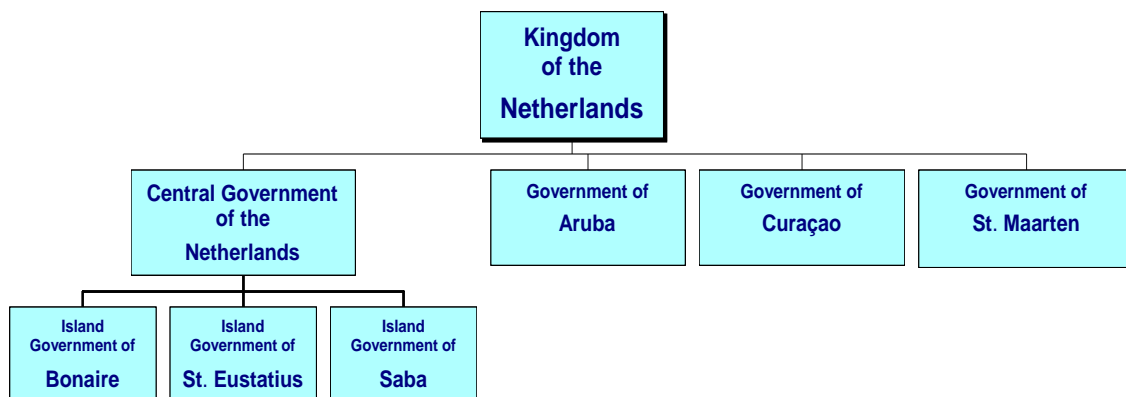 Kingdom
of the
Netherlands
Central Government
of the
Netherlands
Government of
Aruba
Government of
Curaçao
Government of
St. Maarten
Island
Government of
Bonaire
Island
Government of
St. Eustatius
Island
Government of
Saba